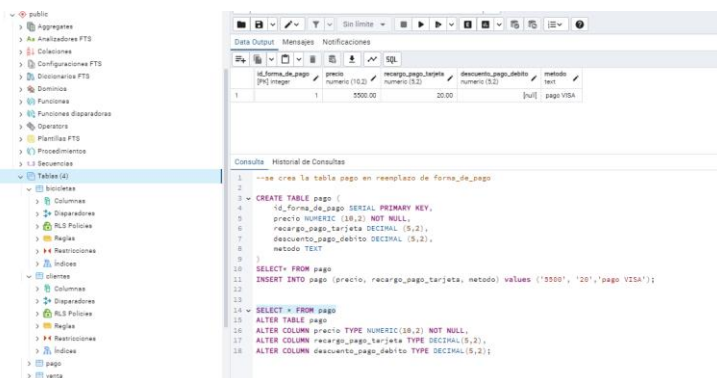 public
Aggregates
Analizadores FTS
Colaciones
Configuraciones FTS
Diccionarios FTS
Dominios
Funciones
Funciones disparadoras
Operators
Plantillas FTS
Procedimientos
1..3 Secuencias
Tables (4)
bicicletas
Columnas
Disparadores
RLS Policies
Reglas
Restricciones
Índices
clientes
Columnas
Disparadores
RLS Policies
Reglas
Restricciones
Índices
pago
venta
Sin límite
Data Output Mensajes Notificaciones
SQL
id_forma_de_pago precio recargo_pago_tarjeta descuento_pago_debito metodo
[PK] integer numeric (10,2) numeric (5,2) numeric (5,2) text
1 1 5500.00 20.00 [null] pago VISA
Consulta Historial de Consultas
1 --se crea la tabla pago en reemplazo de forma_de_pago
2
3 CREATE TABLE pago (
4 id_forma_de_pago SERIAL PRIMARY KEY,
5 precio NUMERIC (10,2) NOT NULL,
6 recargo_pago_tarjeta DECIMAL (5,2),
7 descuento_pago_debito DECIMAL (5,2),
8 metodo TEXT
9 )
10 SELECT* FROM pago
11 INSERT INTO pago (precio, recargo_pago_tarjeta, metodo) values ('5500', '20','pago VISA');
12
13
14 SELECT * FROM pago
15 ALTER TABLE pago
16 ALTER COLUMN precio TYPE NUMERIC(10,2) NOT NULL,
17 ALTER COLUMN recargo_pago_tarjeta TYPE DECIMAL(5,2),
18 ALTER COLUMN descuento_pago_debito TYPE DECIMAL(5,2);